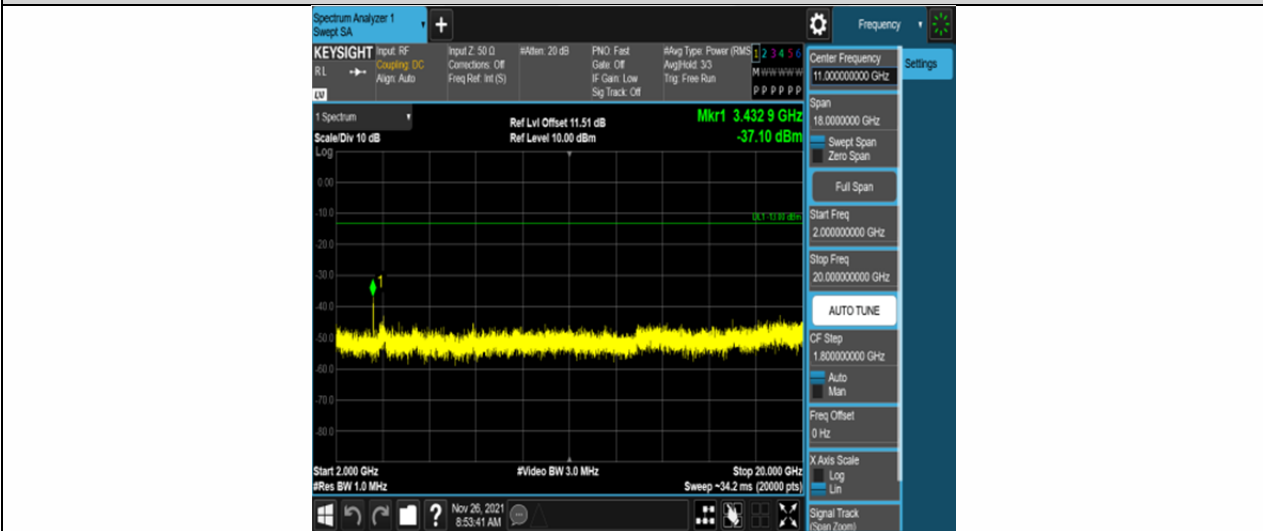 Spectrum Analyzer 1
Swept SA
+
Frequency
KEYSIGHT
RL
LV
Input: RF
Coupling: DC
Align: Auto
Input Z: 50 Ω
Corrections: Off
Freq Ref: Int (S)
#Atten: 20 dB
PNO: Fast
Gate: Off
IF Gain: Low
Sig Track: Off
#Avg Type: Power (RMS
Avg|Hold: 3/3
Trig: Free Run
1 2 3 4 5 6
M W W W W W
P P P P P P
1 Spectrum
Scale/Div 10 dB
Ref Lvl Offset 11.51 dB
Ref Level 10.00 dBm
Mkr1 3.432 9 GHz
-37.10 dBm
Log
0.00
-10.0
DL1 -13.00 dBm
-20.0
-30.0
1
-40.0
-50.0
-60.0
-70.0
-80.0
Start 2.000 GHz
#Video BW 3.0 MHz
Stop 20.000 GHz
#Res BW 1.0 MHz
Sweep ~34.2 ms (20000 pts)
?
Nov 26, 2021
8:53:41 AM
Center Frequency
11.000000000 GHz
Settings
Span
18.0000000 GHz
Swept Span
Zero Span
Full Span
Start Freq
2.000000000 GHz
Stop Freq
20.000000000 GHz
AUTO TUNE
CF Step
1.800000000 GHz
Auto
Man
Freq Offset
0 Hz
X Axis Scale
Log
Lin
Signal Track
(Span Zoom)